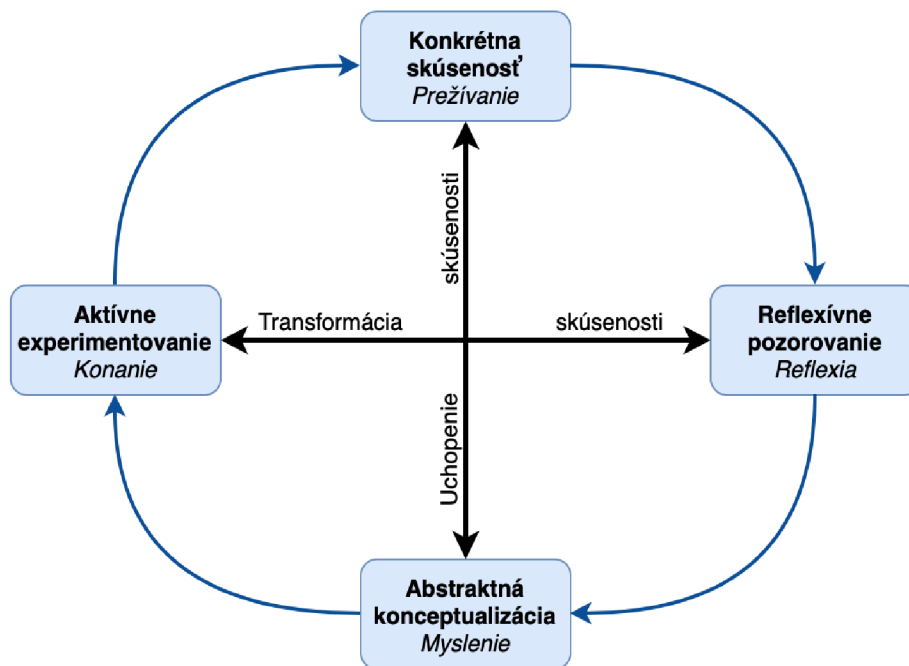 Konkrétna
skúsenosť
Prežívanie
skúsenosti
Aktívne
experimentovanie
Konanie
Transformácia
skúsenosti
Reflexívne
pozorovanie
Reflexia
Uchopenie
Abstraktná
konceptualizácia
Myslenie